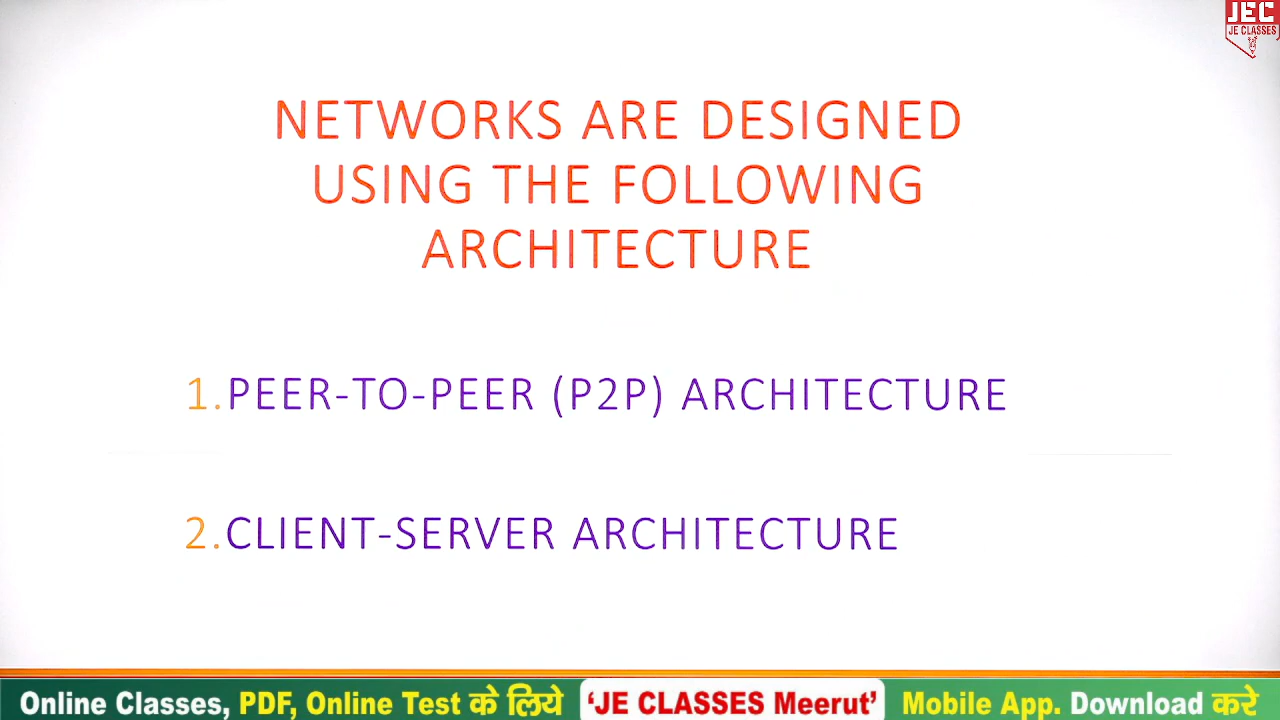 JEC
JE CLASSES
NETWORKS ARE DESIGNED
USING THE FOLLOWING
ARCHITECTURE
1.PEER-TO-PEER (P2P) ARCHITECTURE
2.CLIENT-SERVER ARCHITECTURE
Online Classes, PDF, Online Test के लिये ‘JE CLASSES Meerut’ Mobile App. Download करे